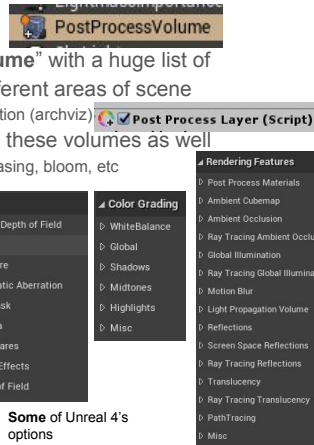 PostProcessVolume
ume" with a huge list of
fferent areas of scene
tion (archviz)
Post Process Layer (Script)
these volumes as well
asing, bloom, etc
Depth of Field
re
tic Aberration
sk
a
ares
Effects
of Field
Color Grading
WhiteBalance
Global
Shadows
Midtones
Highlights
Misc
Rendering Features
Post Process Materials
Ambient Cubemap
Ambient Occlusion
Ray Tracing Ambient Occlu
Global Illumination
Ray Tracing Global Illumina
Motion Blur
Light Propagation Volume
Reflections
Screen Space Reflections
Ray Tracing Reflections
Translucency
Ray Tracing Translucency
PathTracing
Misc
Some of Unreal 4's
options